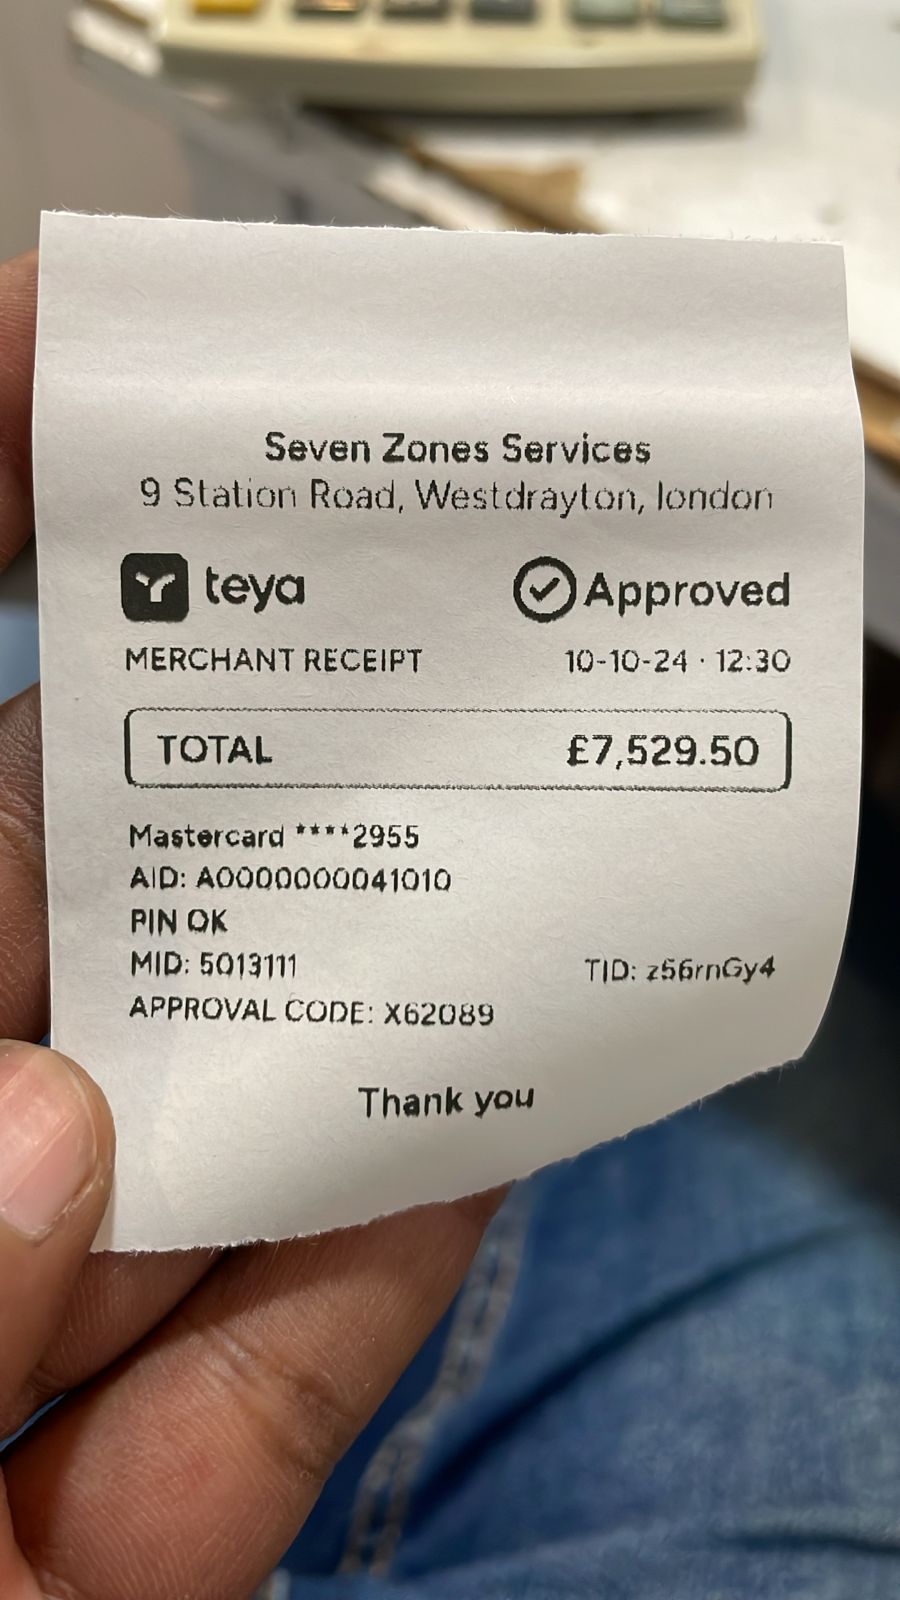 Seven Zones Services
9 Station Road, Westdrayton, london
teya
Approved
MERCHANT RECEIPT 10-10-24 · 12:30
TOTAL £7,529.50
Mastercard ****2955
AID: A0000000041010
PIN OK
MID: 5013111 TID: z56rnGy4
APPROVAL CODE: X62089
Thank you